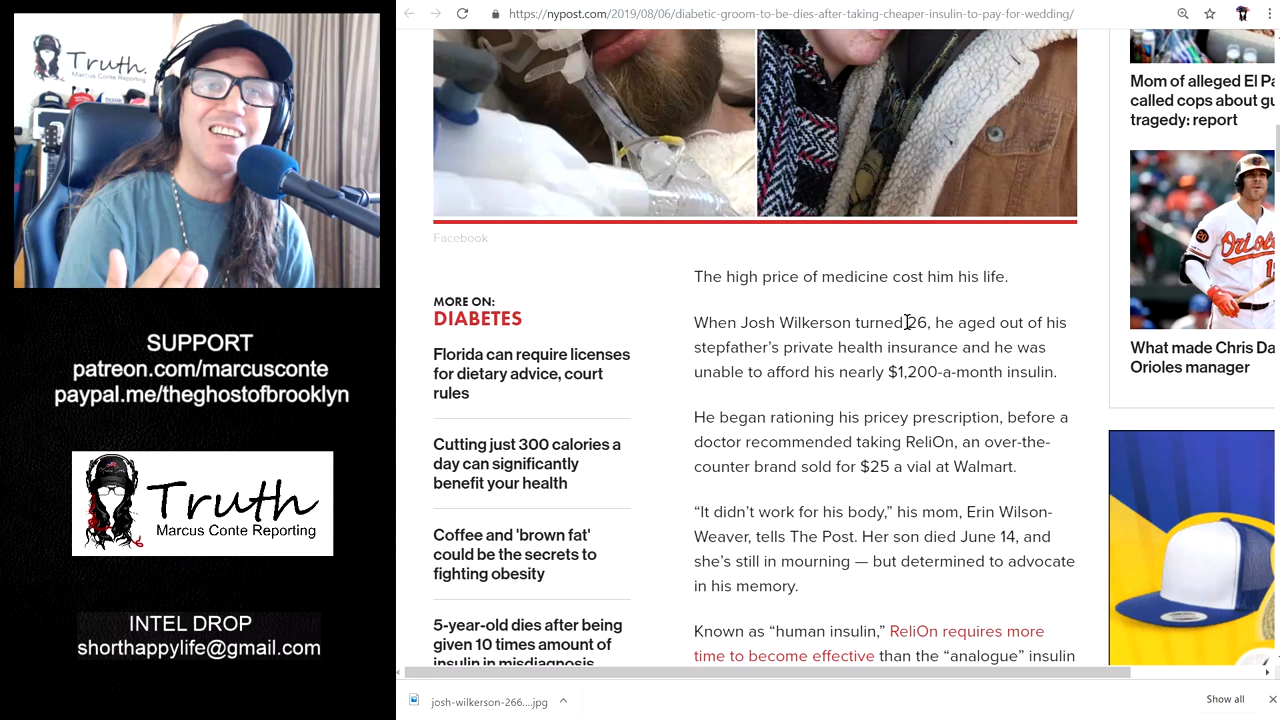 Truth.
Marcus Conte Reporting
SUPPORT
patreon.com/marcusconte
paypal.me/theghostofbrooklyn
Truth
Marcus Conte Reporting
INTEL DROP
shorthappylife@gmail.com
https://nypost.com/2019/08/06/diabetic-groom-to-be-dies-after-taking-cheaper-insulin-to-pay-for-wedding/
Facebook
MORE ON:
DIABETES
Florida can require licenses
for dietary advice, court
rules
Cutting just 300 calories a
day can significantly
benefit your health
Coffee and 'brown fat'
could be the secrets to
fighting obesity
5-year-old dies after being
given 10 times amount of
insulin in misdiagnosis
The high price of medicine cost him his life.
When Josh Wilkerson turned 26, he aged out of his
stepfather’s private health insurance and he was
unable to afford his nearly $1,200-a-month insulin.
He began rationing his pricey prescription, before a
doctor recommended taking ReliOn, an over-the-
counter brand sold for $25 a vial at Walmart.
“It didn’t work for his body,” his mom, Erin Wilson-
Weaver, tells The Post. Her son died June 14, and
she’s still in mourning — but determined to advocate
in his memory.
Known as “human insulin,” ReliOn requires more
time to become effective than the “analogue” insulin
Mom of alleged El Pa
called cops about gu
tragedy: report
Oriol
What made Chris Da
Orioles manager
josh-wilkerson-266....jpg
Show all